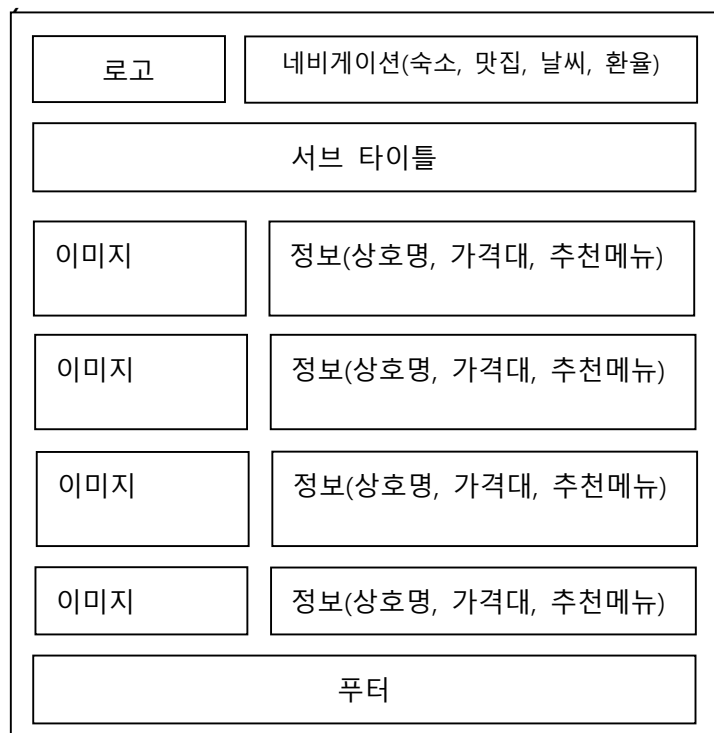 로고
네비게이션(숙소, 맛집, 날씨, 환율)
서브 타이틀
이미지
정보(상호명, 가격대, 추천메뉴)
이미지
정보(상호명, 가격대, 추천메뉴)
이미지
정보(상호명, 가격대, 추천메뉴)
이미지
정보(상호명, 가격대, 추천메뉴)
푸터